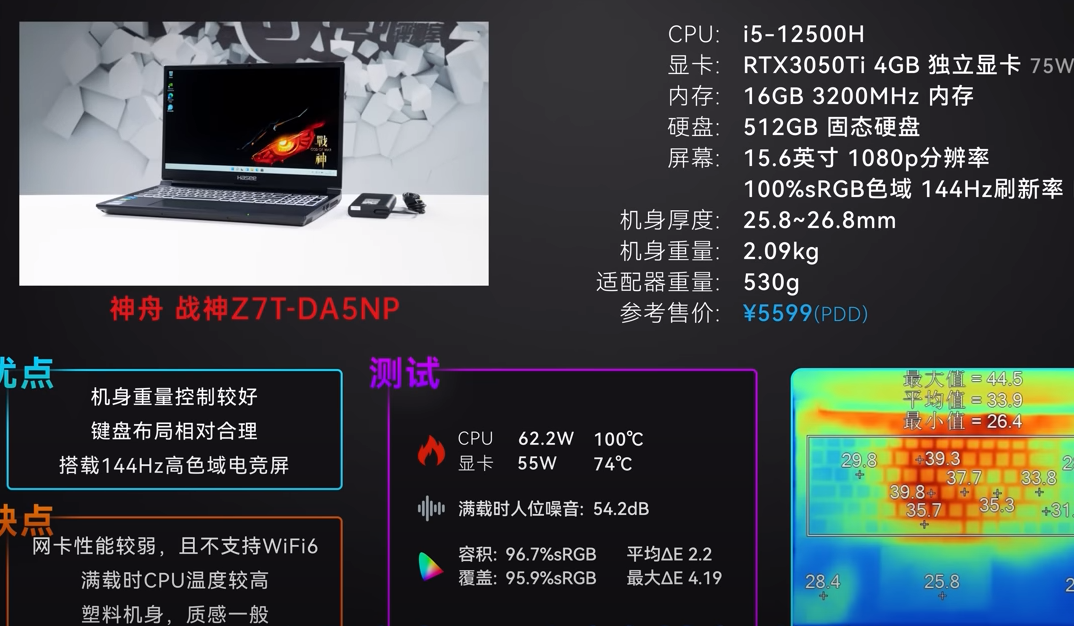 CPU: i5-12500H
显卡: RTX3050Ti 4GB 独立显卡 75W
内存: 16GB 3200MHz 内存
硬盘: 512GB 固态硬盘
屏幕: 15.6英寸 1080p分辨率
100%sRGB色域 144Hz刷新率
机身厚度: 25.8~26.8mm
机身重量: 2.09kg
适配器重量: 530g
参考售价: ¥5599(PDD)
戰神
HASEE
神舟 战神Z7T-DA5NP
优点
机身重量控制较好
键盘布局相对合理
搭载144Hz高色域电竞屏
缺点
网卡性能较弱，且不支持WiFi6
满载时CPU温度较高
塑料机身，质感一般
测试
CPU 62.2W 100℃
显卡 55W 74℃
满载时人位噪音: 54.2dB
容积: 96.7%sRGB 平均ΔE 2.2
覆盖: 95.9%sRGB 最大ΔE 4.19
最大值 = 44.5
平均值 = 33.9
最小值 = 26.4
29.8
39.3
37.7
33.8
39.8
35.3
35.7
31.
28.4
25.8